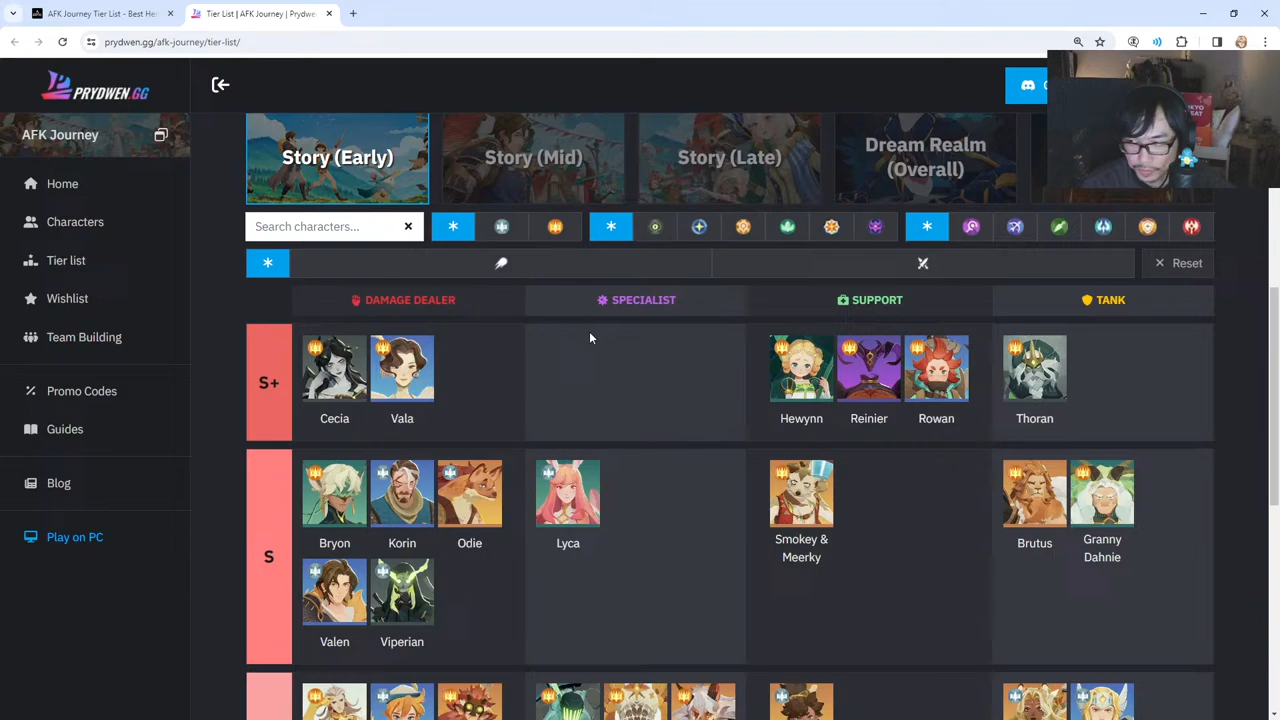 AFK Journey Tier List - Best He
Tier List | AFK Journey | Prydwe
prydwen.gg/afk-journey/tier-list/
PRYDWEN.GG
AFK Journey
Home
Characters
Tier list
Wishlist
Team Building
Promo Codes
Guides
Blog
Play on PC
Story (Early)
Story (Mid)
Story (Late)
Dream Realm
(Overall)
Search characters...
Reset
DAMAGE DEALER
SPECIALIST
SUPPORT
TANK
S+
Cecia
Vala
Hewynn
Reinier
Rowan
Thoran
S
Bryon
Korin
Odie
Lyca
Smokey &
Meerky
Brutus
Granny
Dahnie
Valen
Viperian